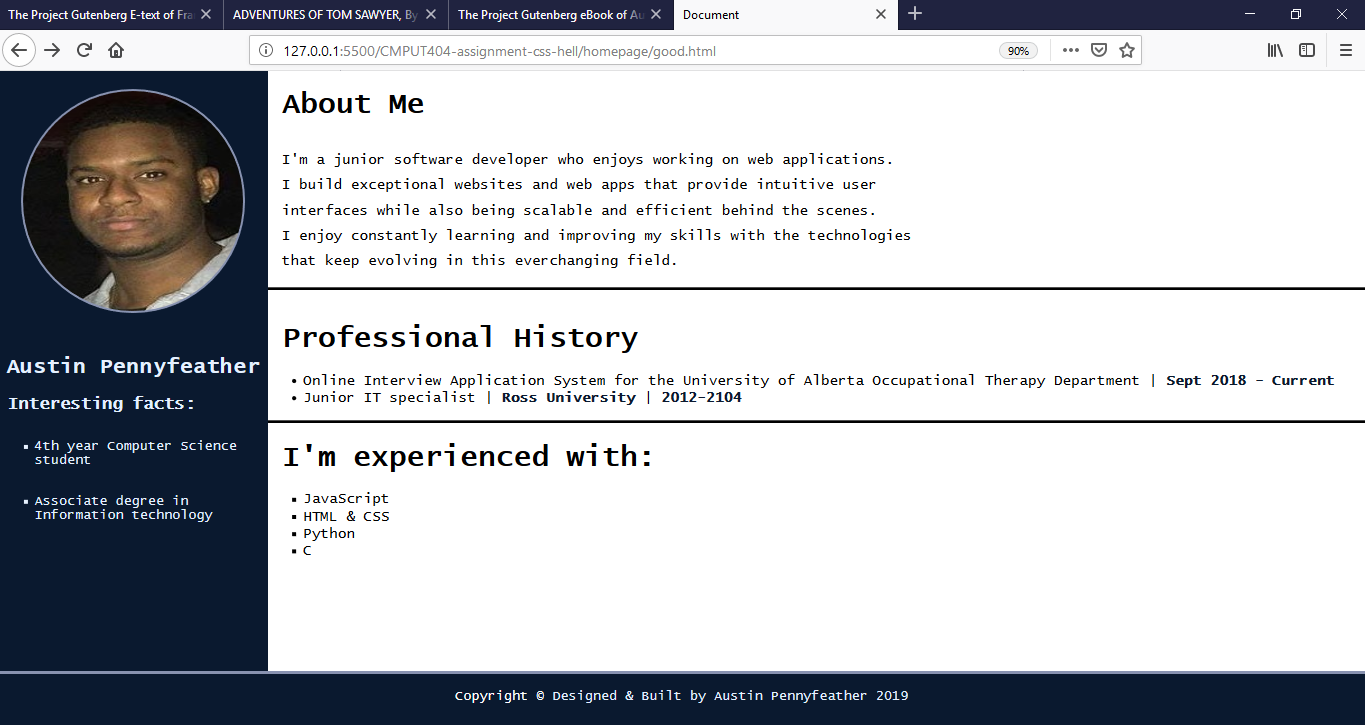 The Project Gutenberg E-text of Fra
ADVENTURES OF TOM SAWYER, By
The Project Gutenberg eBook of Au
Document
127.0.0.1:5500/CMPUT404-assignment-css-hell/homepage/good.html
90%
Austin Pennyfeather
Interesting facts:
4th year Computer Science
student
Associate degree in
Information technology
About Me
I'm a junior software developer who enjoys working on web applications.
I build exceptional websites and web apps that provide intuitive user
interfaces while also being scalable and efficient behind the scenes.
I enjoy constantly learning and improving my skills with the technologies
that keep evolving in this everchanging field.
Professional History
Online Interview Application System for the University of Alberta Occupational Therapy Department | Sept 2018 - Current
Junior IT specialist | Ross University | 2012-2104
I'm experienced with:
JavaScript
HTML & CSS
Python
C
Copyright © Designed & Built by Austin Pennyfeather 2019